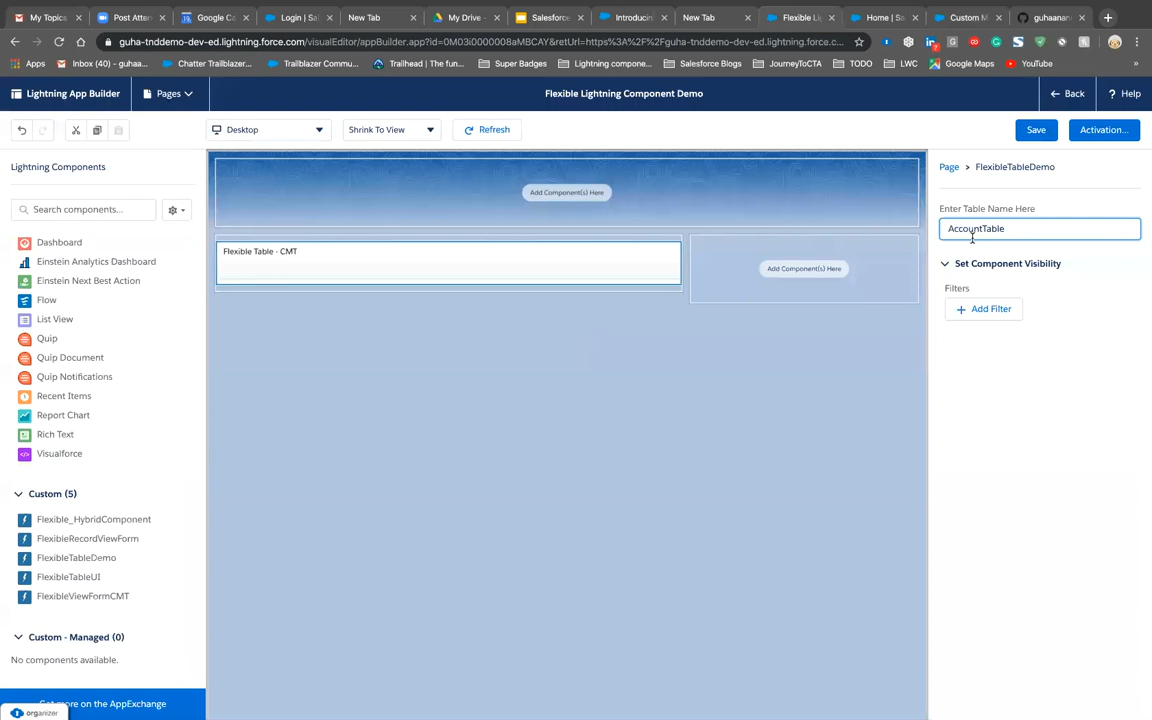 My Topics
Post Atten
Google Ca
Login | Sal
New Tab
My Drive -
Salesforce
Introducin
New Tab
Flexible Li
Home | Sa
Custom M
guhaanan
guha-tnddemo-dev-ed.lightning.force.com/visualEditor/appBuilder.app?id=0M03i0000008aMBCAY&retUrl=https%3A%2F%2Fguha-tnddemo-dev-ed.lightning.force.c...
Apps
Inbox (40) - guhaa...
Chatter Trailblazer...
Trailblazer Commu...
Trailhead | The fun...
Super Badges
Lightning compone...
Salesforce Blogs
JourneyToCTA
TODO
LWC
Google Maps
YouTube
»
Lightning App Builder
Pages
Flexible Lightning Component Demo
Back
? Help
Desktop
Shrink To View
Refresh
Save
Activation...
Lightning Components
Search components...
Dashboard
Einstein Analytics Dashboard
Einstein Next Best Action
Flow
List View
Quip
Quip Document
Quip Notifications
Recent Items
Report Chart
Rich Text
Visualforce
Custom (5)
Flexible_HybridComponent
FlexibleRecordViewForm
FlexibleTableDemo
FlexibleTableUI
FlexibleViewFormCMT
Custom - Managed (0)
No components available.
Get more on the AppExchange
organizer
Add Component(s) Here
Flexible Table - CMT
Add Component(s) Here
Page > FlexibleTableDemo
Enter Table Name Here
AccountTable
Set Component Visibility
Filters
+ Add Filter